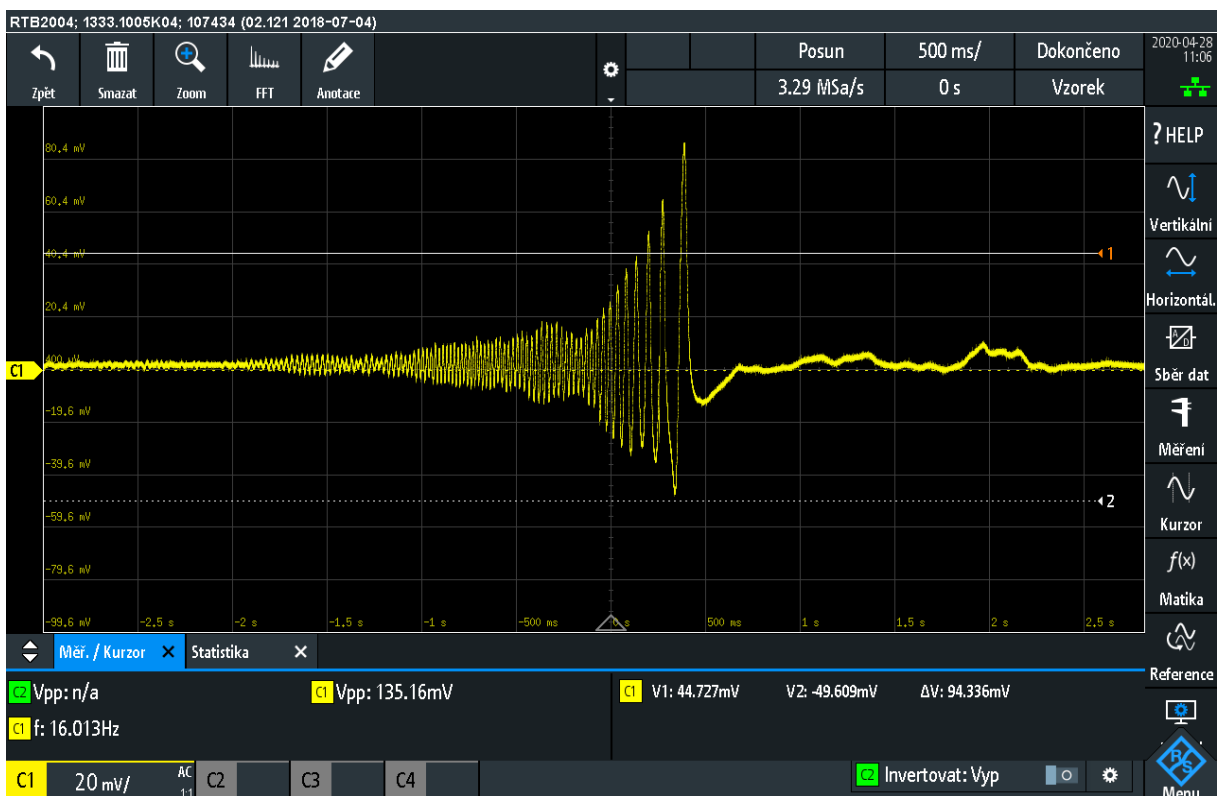 RTB2004; 1333.1005K04; 107434 (02.121 2018-07-04)
Zpět
Smazat
Zoom
FFT
Anotace
Posun
500 ms/
Dokončeno
3.29 MSa/s
0 s
Vzorek
2020-04-28
11:06
80.4 mV
60.4 mV
40.4 mV
20.4 mV
-19.6 mV
-39.6 mV
-59.6 mV
-79.6 mV
-99.6 mV
-2.5 s
-2 s
-1.5 s
-1 s
-500 ms
500 ms
1 s
1.5 s
2 s
2.5 s
C1
1
2
? HELP
Vertikální
Horizontál.
Sběr dat
Měření
Kurzor
f(x)
Matika
Reference
R&S
Menu
Měř. / Kurzor
Statistika
C2 Vpp: n/a
C1 Vpp: 135.16mV
C1 f: 16.013Hz
C1 V1: 44.727mV V2: -49.609mV ΔV: 94.336mV
C1 20 mV/ AC 1:1
C2
C3
C4
C2 Invertovat: Vyp